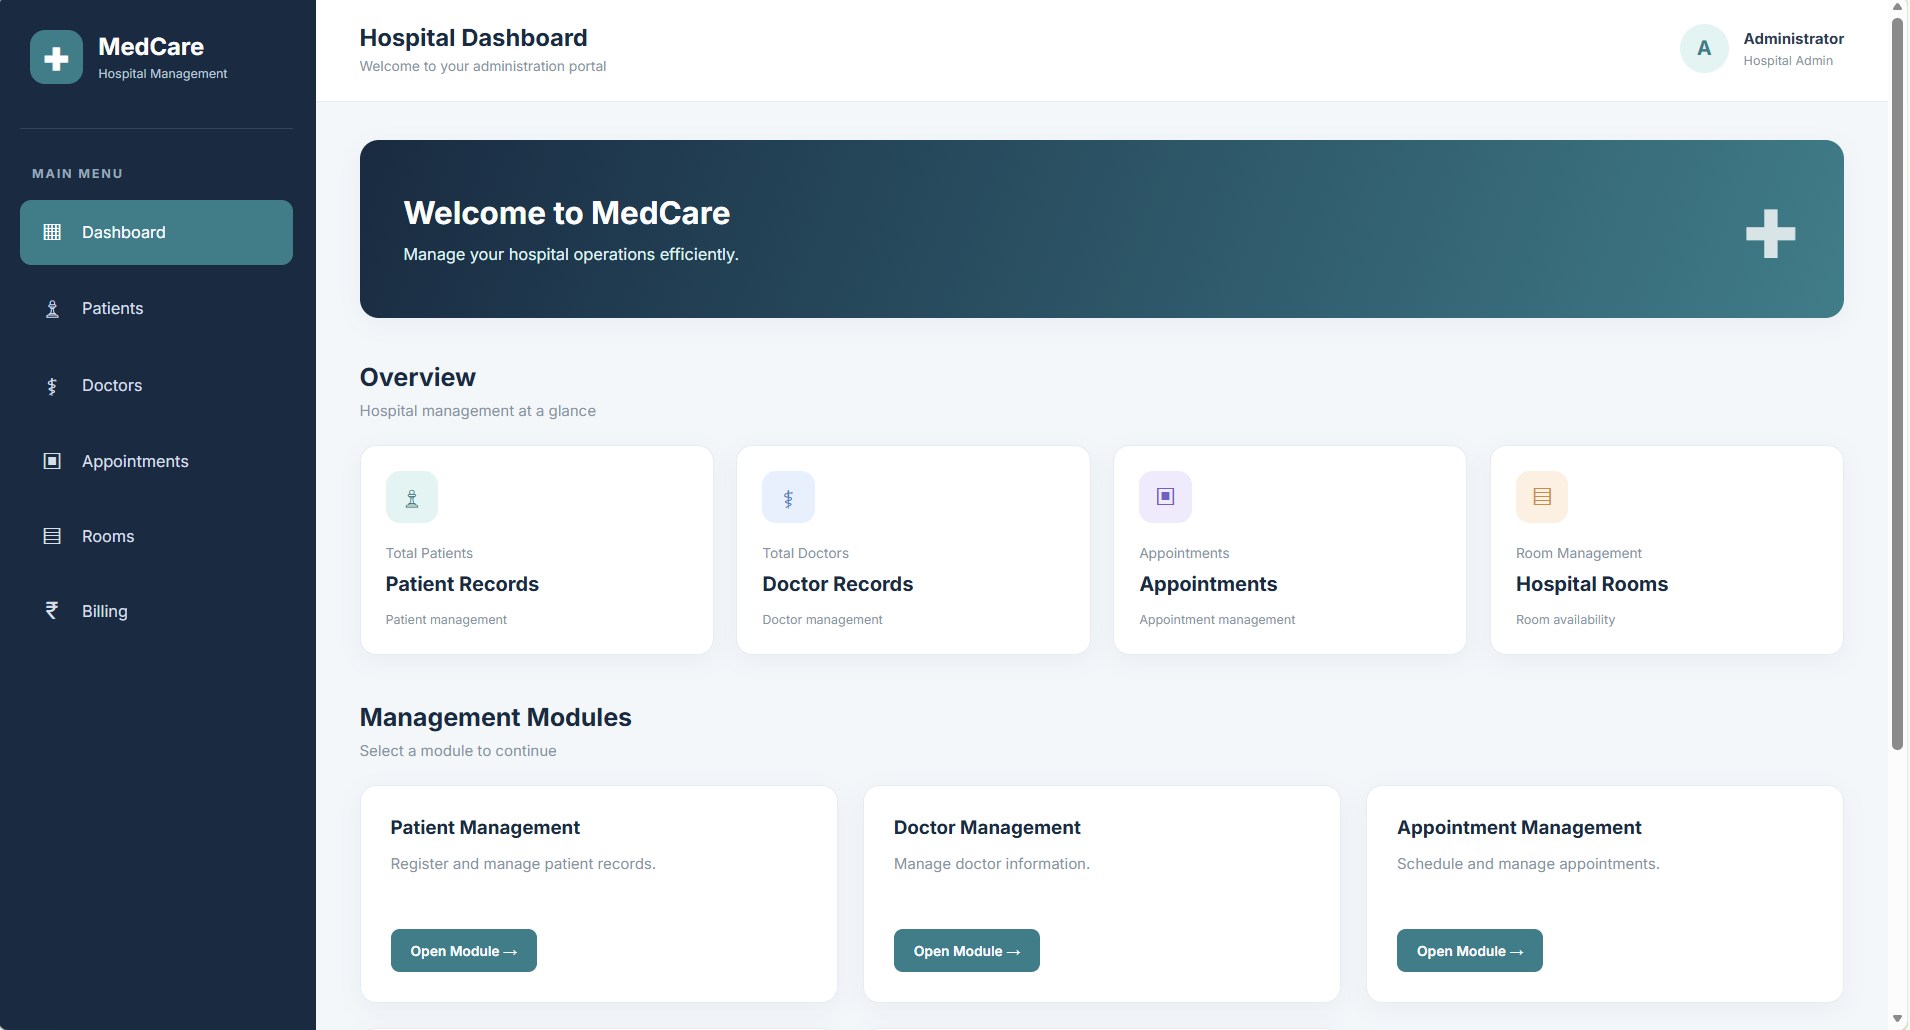 MedCare
Hospital Management
MAIN MENU
Dashboard
Patients
Doctors
Appointments
Rooms
₹ Billing
Hospital Dashboard
Welcome to your administration portal
A
Administrator
Hospital Admin
Welcome to MedCare
Manage your hospital operations efficiently.
Overview
Hospital management at a glance
Total Patients
Patient Records
Patient management
Total Doctors
Doctor Records
Doctor management
Appointments
Appointments
Appointment management
Room Management
Hospital Rooms
Room availability
Management Modules
Select a module to continue
Patient Management
Register and manage patient records.
Open Module →
Doctor Management
Manage doctor information.
Open Module →
Appointment Management
Schedule and manage appointments.
Open Module →